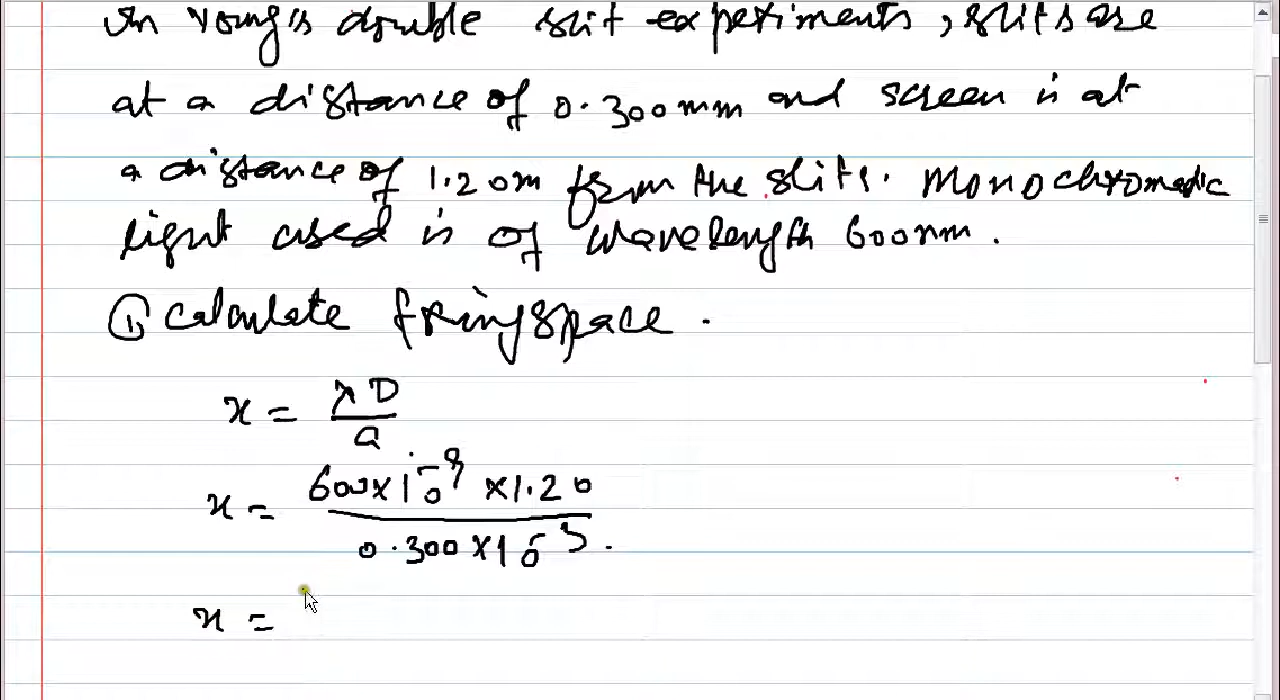 In Young's double slit experiments, slits are
at a distance of 0.300mm and screen is at
a distance of 1.20m from the slits. Monochromatic
light used is of wavelength 600nm.
① Calculate fringspace.
x = λD/a
x = 600×10⁻⁹ ×1.20 / 0.300×10⁻³.
x =